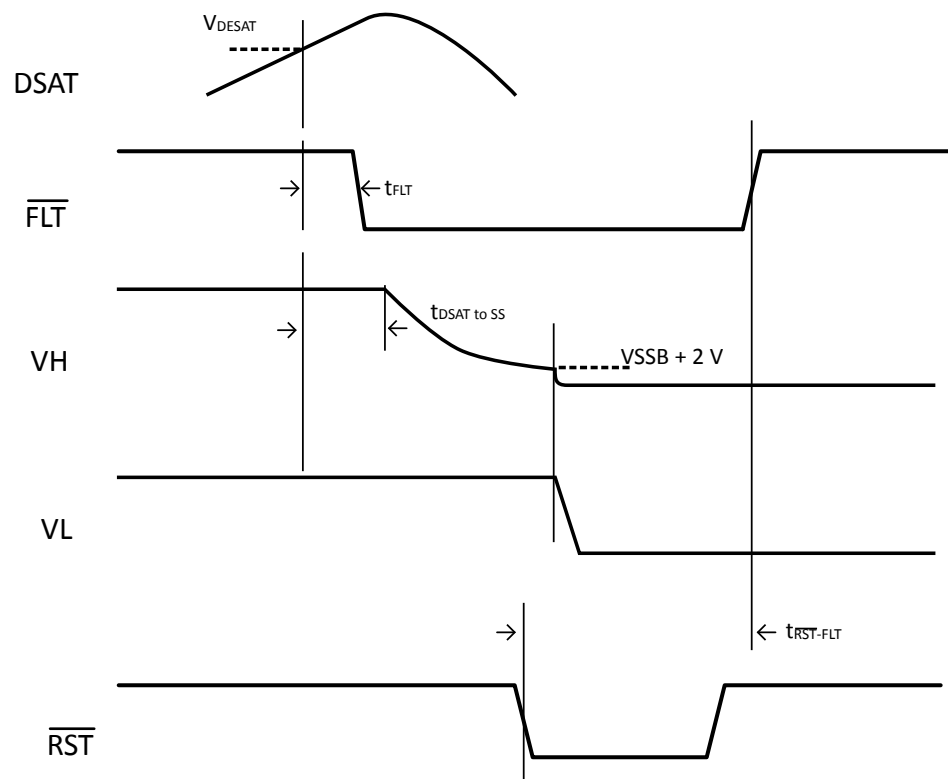 VDESAT
DSAT
FLT
tFLT
tDSAT to SS
VH
VSSB + 2 V
VL
tRST-FLT
RST